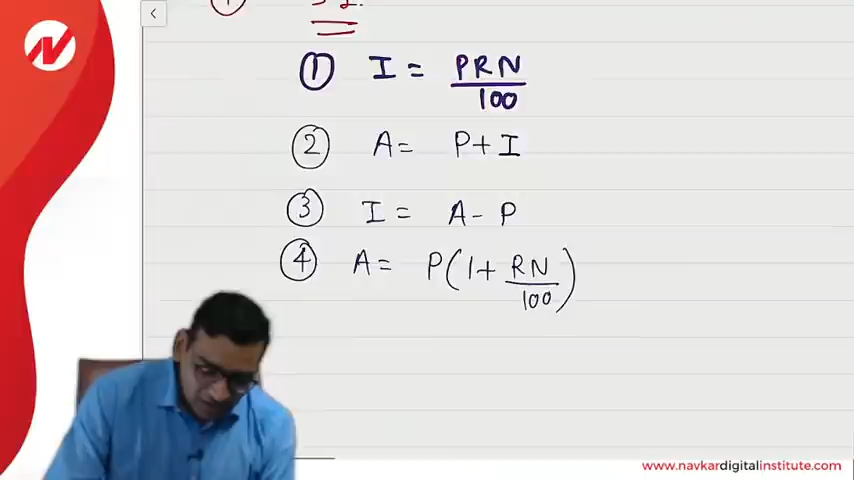 ① I = PRN/100
② A = P + I
③ I = A - P
④ A = P(1 + RN/100)
www.navkardigitalinstitute.com